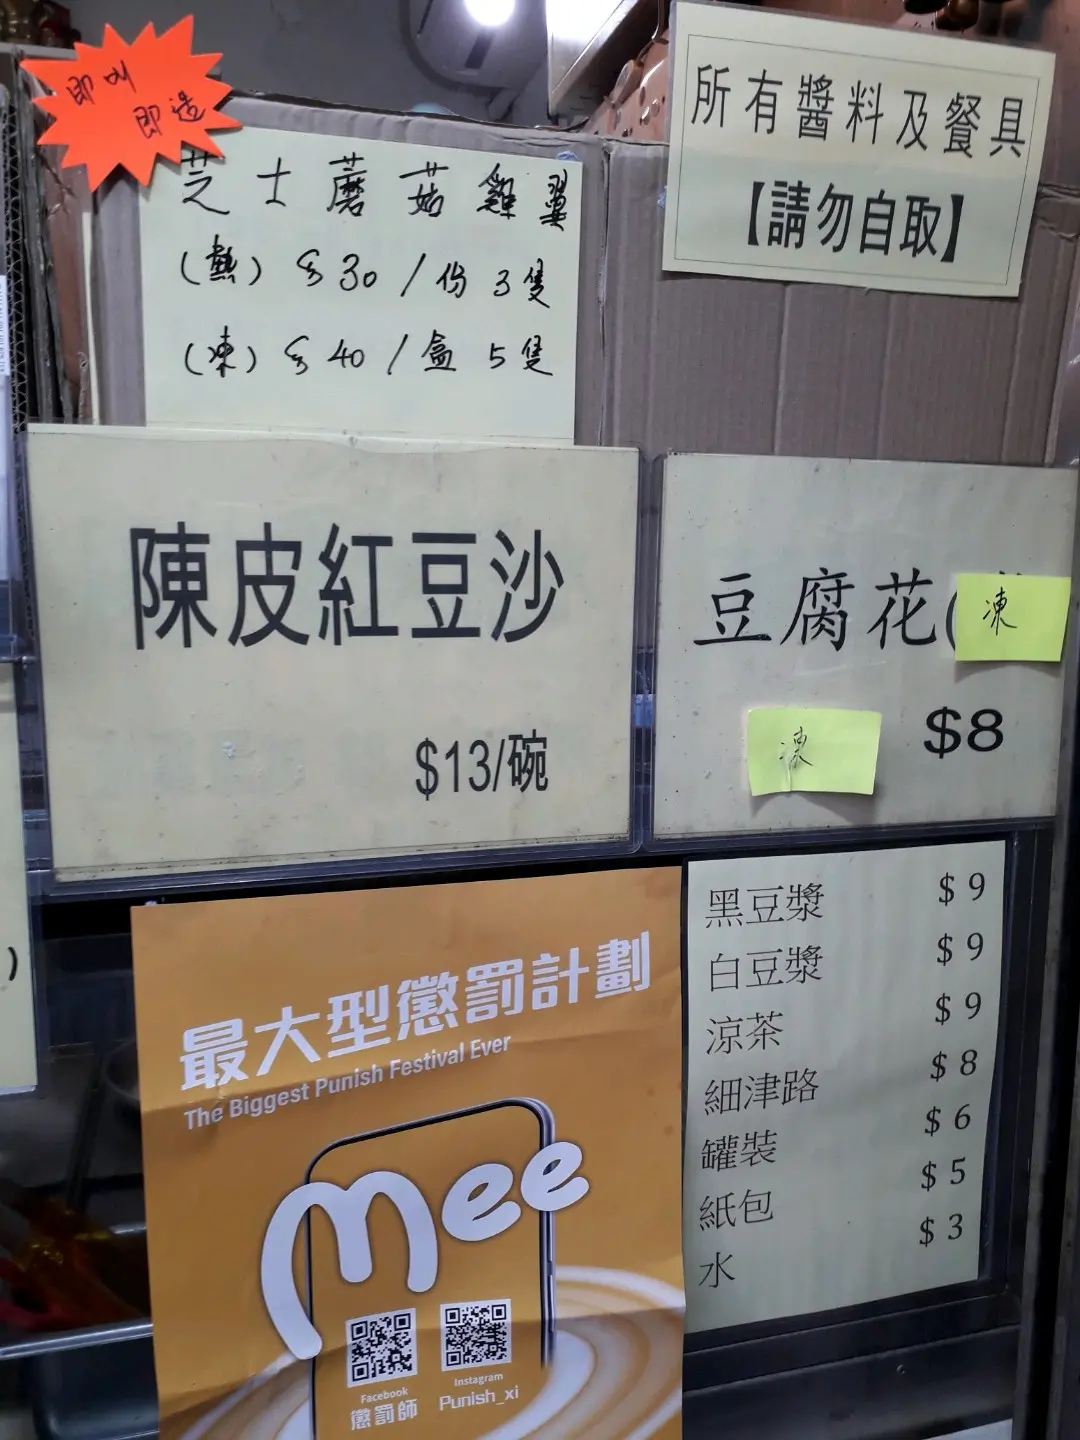 即叫
即造
芝士蘑菇雞翼
(熱) $30/份 3隻
(凍) $40/盒 5隻
所有醬料及餐具
【請勿自取】
陳皮紅豆沙
$13/碗
豆腐花(
凍
凍
$8
黑豆漿 $9
白豆漿 $9
涼茶 $9
細津路 $8
罐裝 $6
紙包 $5
水 $3
最大型懲罰計劃
The Biggest Punish Festival Ever
mee
Facebook
懲罰師
Instagram
Punish_xi
)